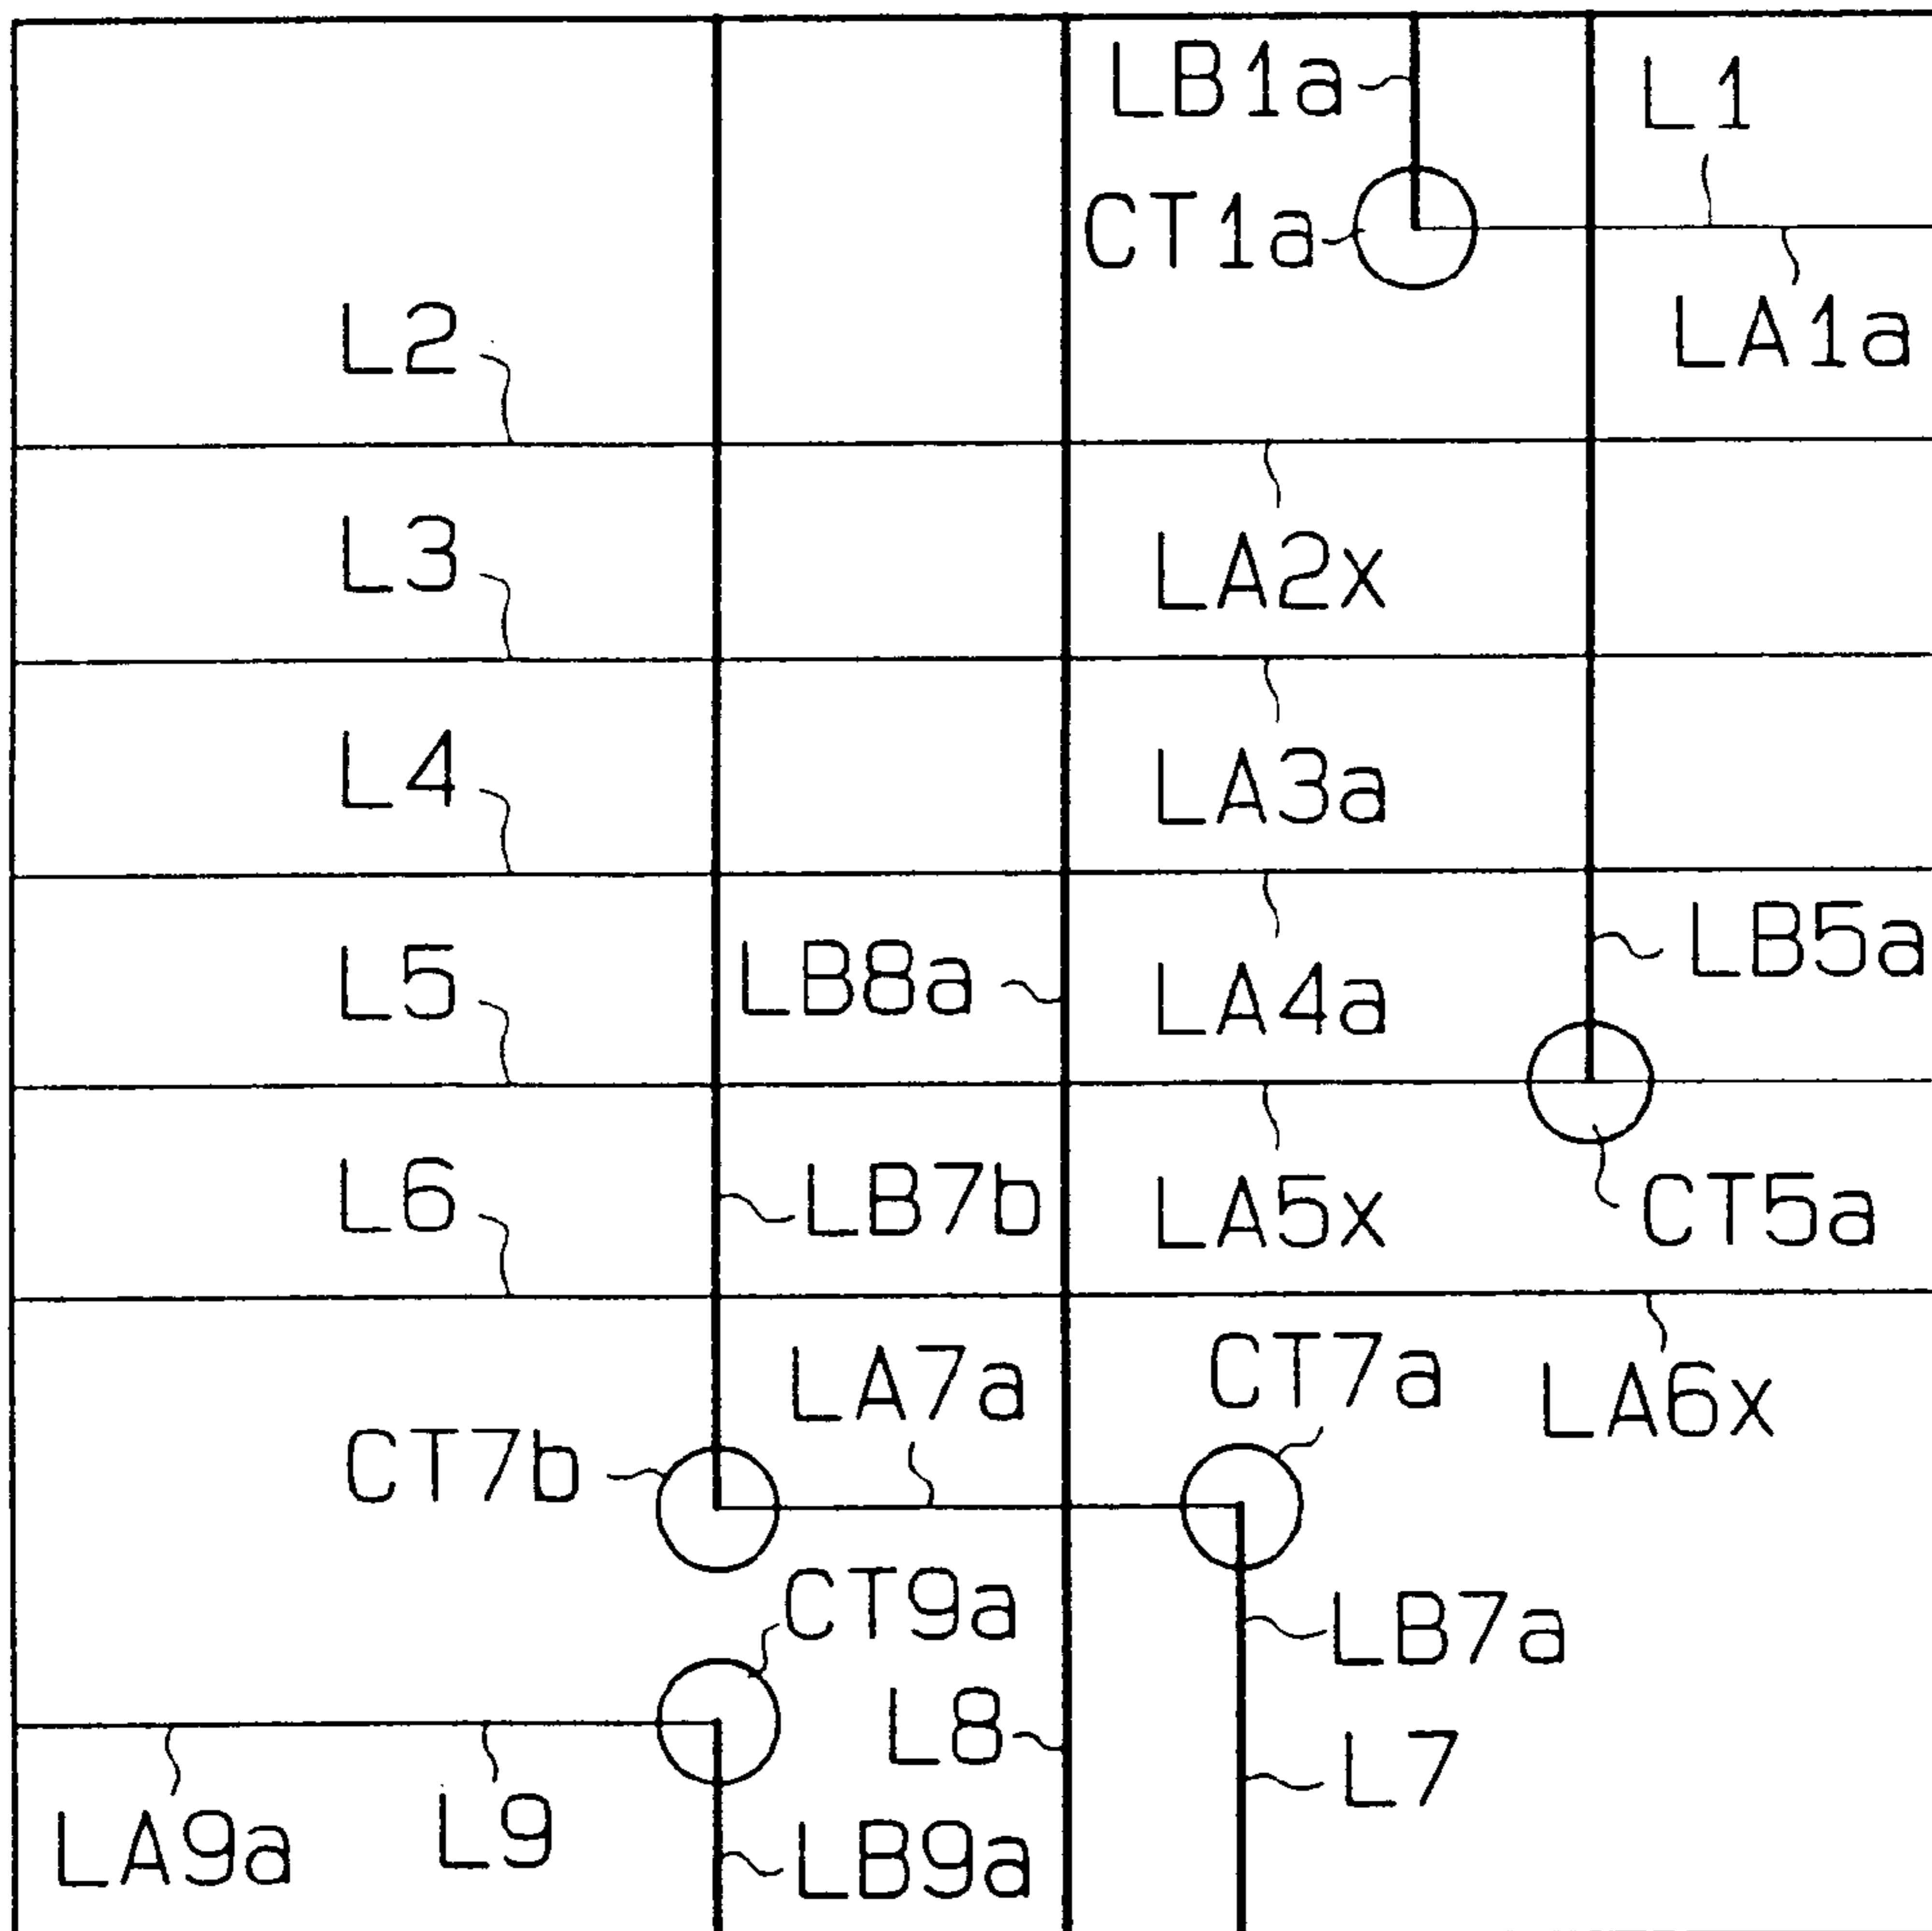 LB1a
L1
CT1a
L2
LA1a
L3
LA2x
L4
LA3a
L5
LB8a
LA4a
LB5a
L6
LB7b
LA5x
CT5a
LA7a
CT7a
LA6x
CT7b
CT9a
LB7a
L8
L7
LA9a
L9
LB9a